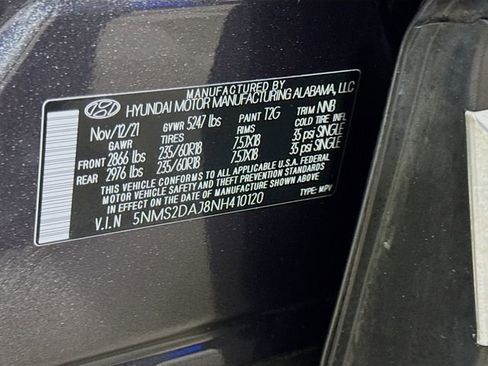 MANUFACTURED BY
HYUNDAI MOTOR MANUFACTURING ALABAMA, LLC
Nov/12/21 GVWR 5247 lbs PAINT T2G TRIM NNB
GAWR TIRES RIMS COLD TIRE INFL
FRONT 2866 lbs 235/60R18 7.5JX18 35 psi SINGLE
REAR 2976 lbs 235/60R18 7.5JX18 35 psi SINGLE
THIS VEHICLE CONFORMS TO ALL APPLICABLE U.S.A. FEDERAL
MOTOR VEHICLE SAFETY AND BUMPER STANDARDS
IN EFFECT ON THE DATE OF MANUFACTURE SHOWN ABOVE.
V.I.N 5NMS2DAJ8NH410120 TYPE: MPV